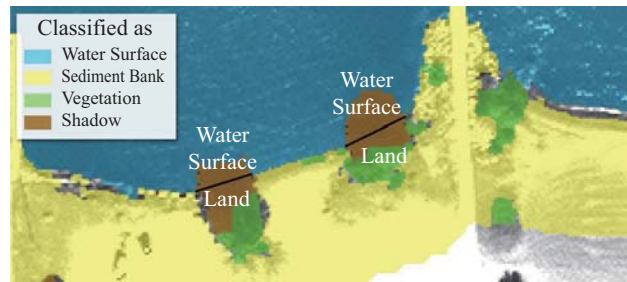 Classified as
Water Surface
Sediment Bank
Vegetation
Shadow
Water
Surface
Land
Water
Surface
Land